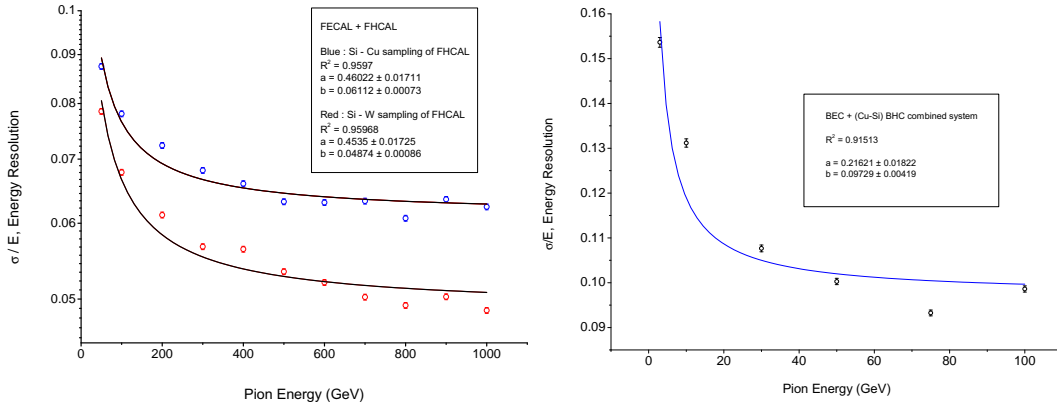 0.1
0.09
0.08
0.07
0.06
0.05
σ / E, Energy Resolution
0
200
400
600
800
1000
Pion Energy (GeV)
FECAL + FHCAL
Blue : Si - Cu sampling of FHCAL
R² = 0.9597
a = 0.46022 ± 0.01711
b = 0.06112 ± 0.00073
Red : Si - W sampling of FHCAL
R² = 0.95968
a = 0.4535 ± 0.01725
b = 0.04874 ± 0.00086
0.16
0.15
0.14
0.13
0.12
0.11
0.10
0.09
σ/E, Energy Resolution
0
20
40
60
80
100
Pion Energy (GeV)
BEC + (Cu-Si) BHC combined system
R² = 0.91513
a = 0.21621 ± 0.01822
b = 0.09729 ± 0.00419